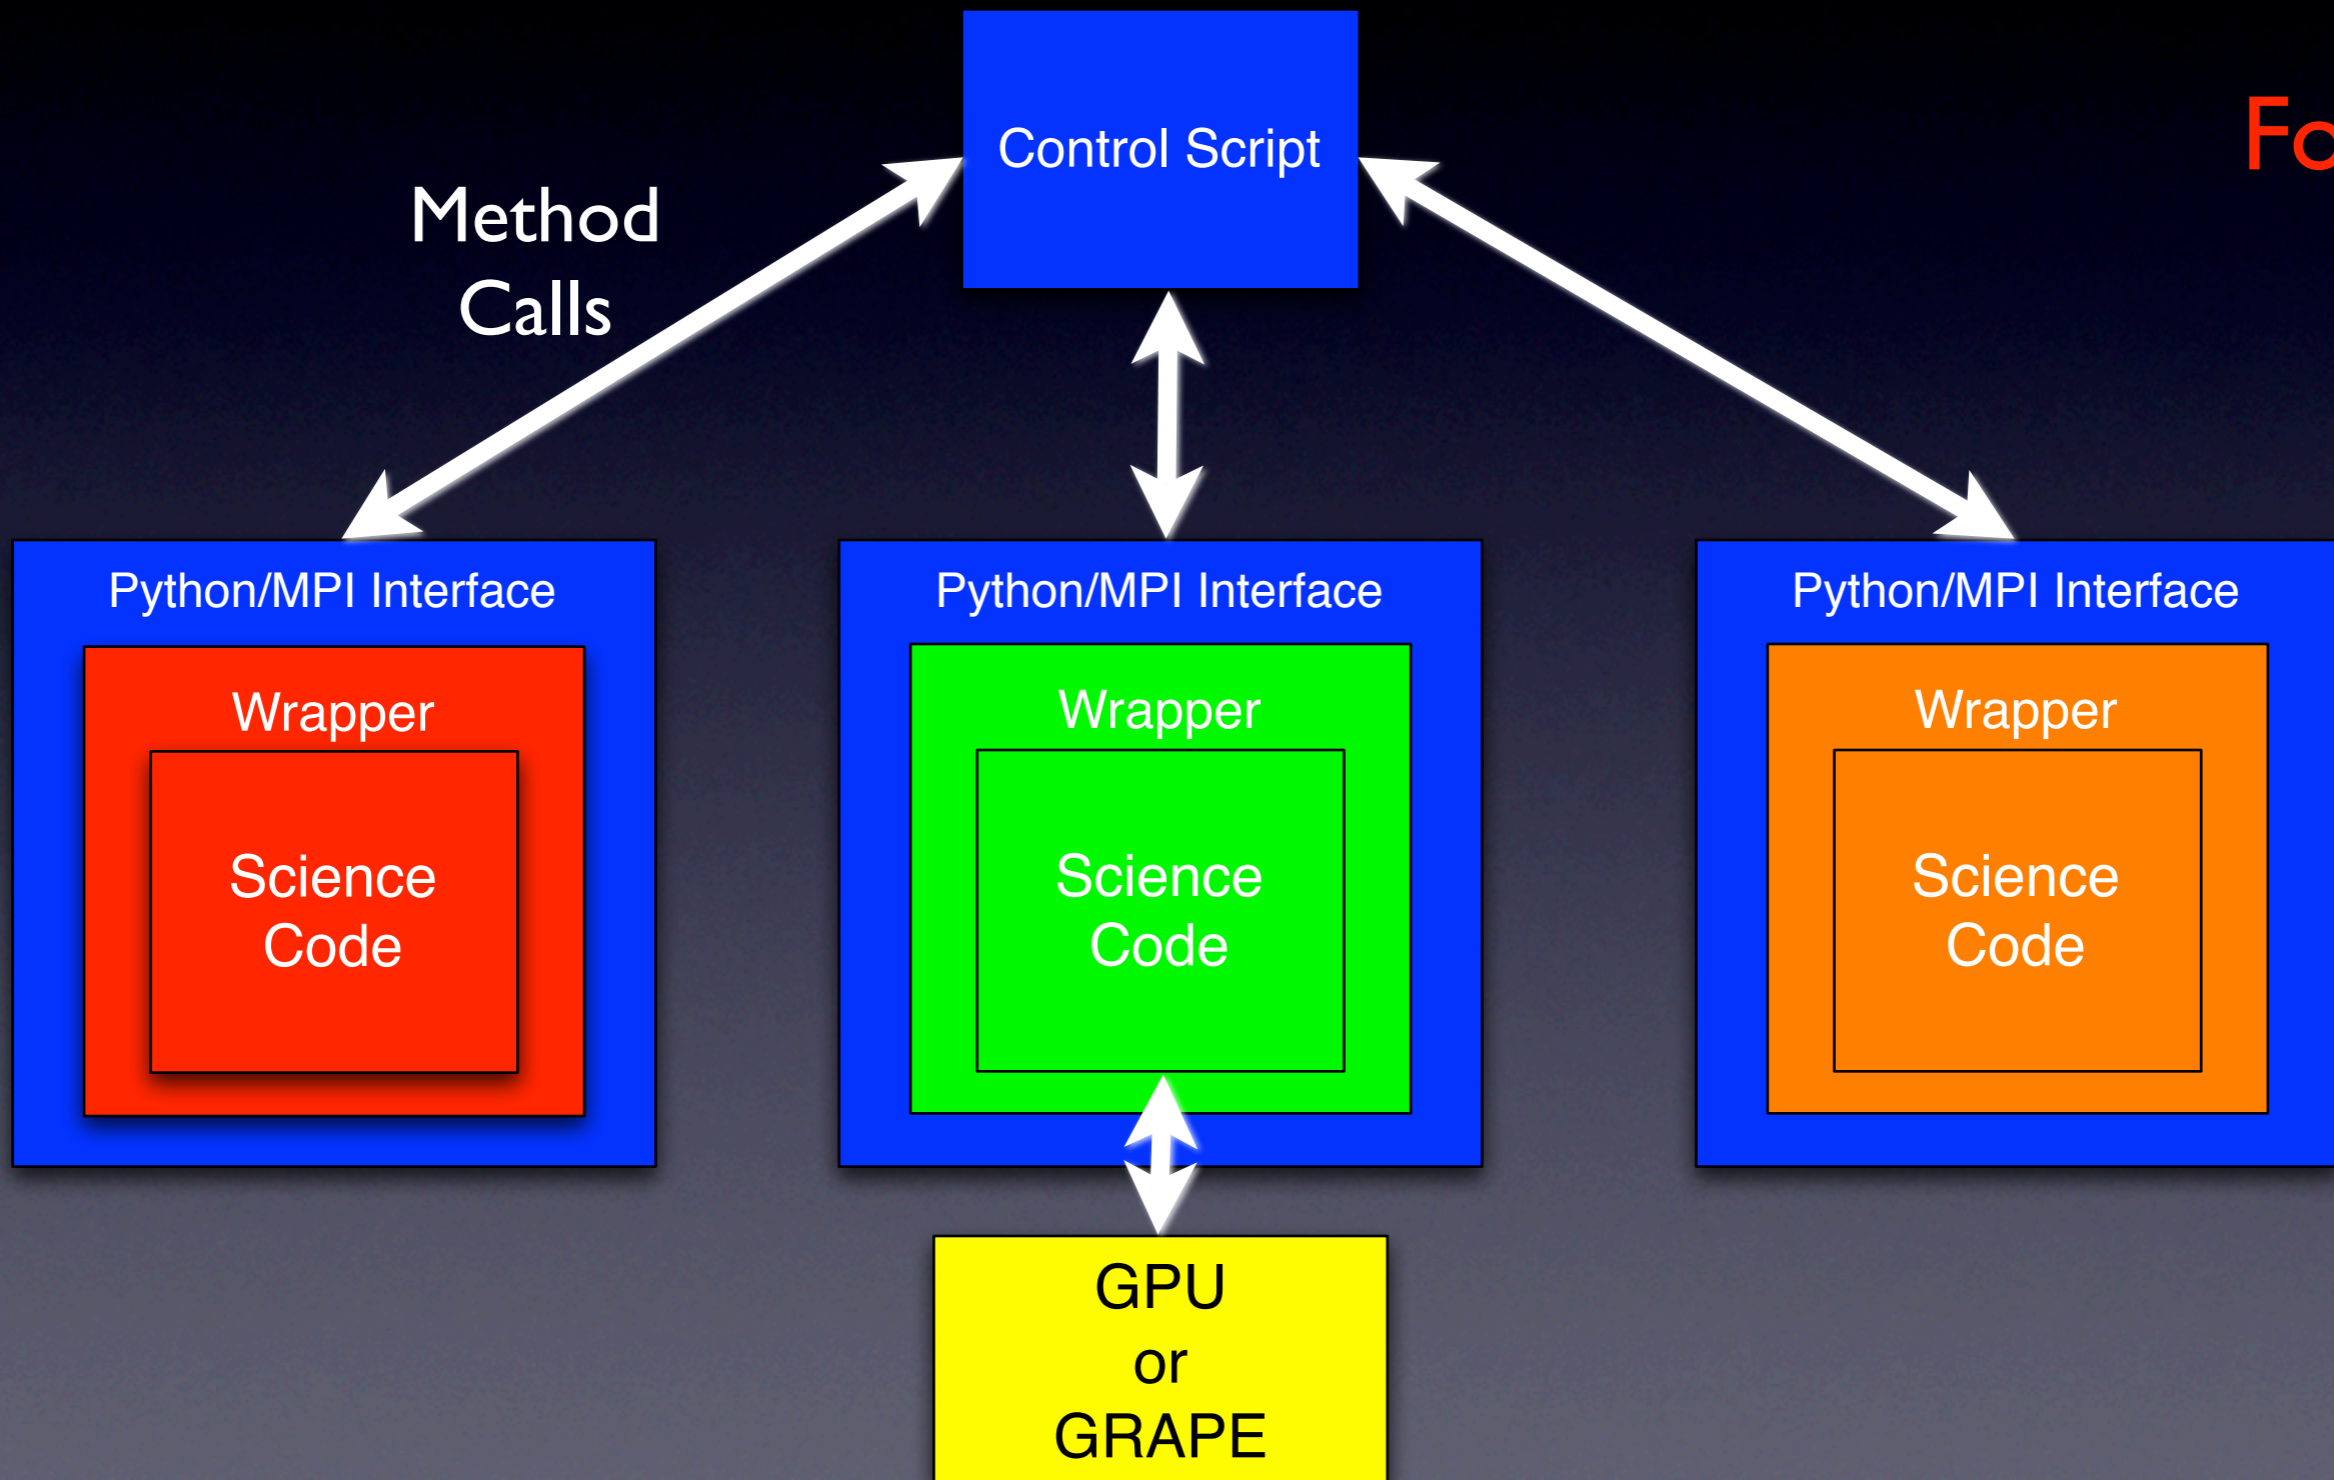 Control Script
Method
Calls
Python/MPI Interface
Wrapper
Science
Code
Python/MPI Interface
Wrapper
Science
Code
Python/MPI Interface
Wrapper
Science
Code
GPU
or
GRAPE